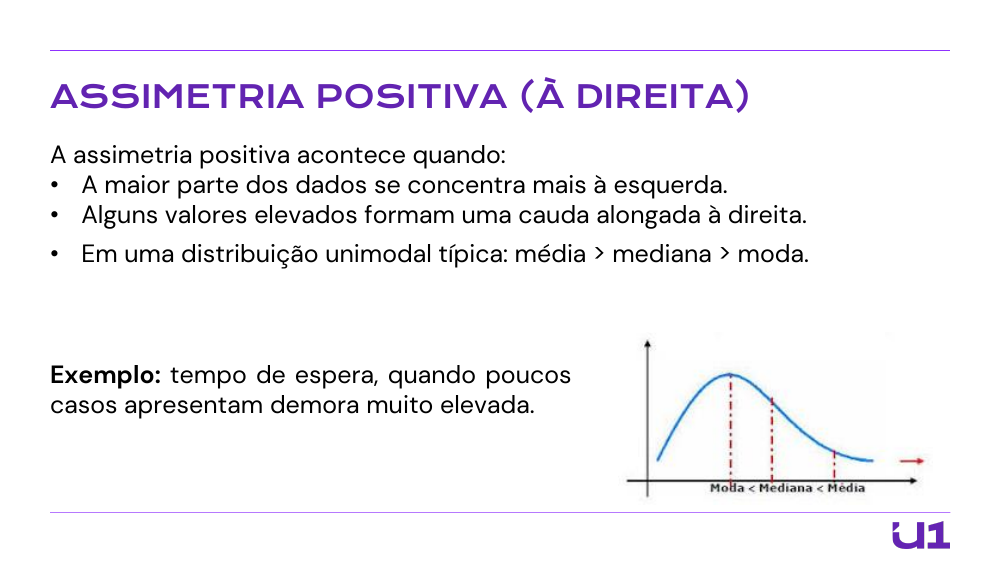 ASSIMETRIA POSITIVA (À DIREITA)
A assimetria positiva acontece quando:
• A maior parte dos dados se concentra mais à esquerda.
• Alguns valores elevados formam uma cauda alongada à direita.
• Em uma distribuição unimodal típica: média > mediana > moda.
Exemplo: tempo de espera, quando poucos
casos apresentam demora muito elevada.
Moda < Mediana < Média
U1